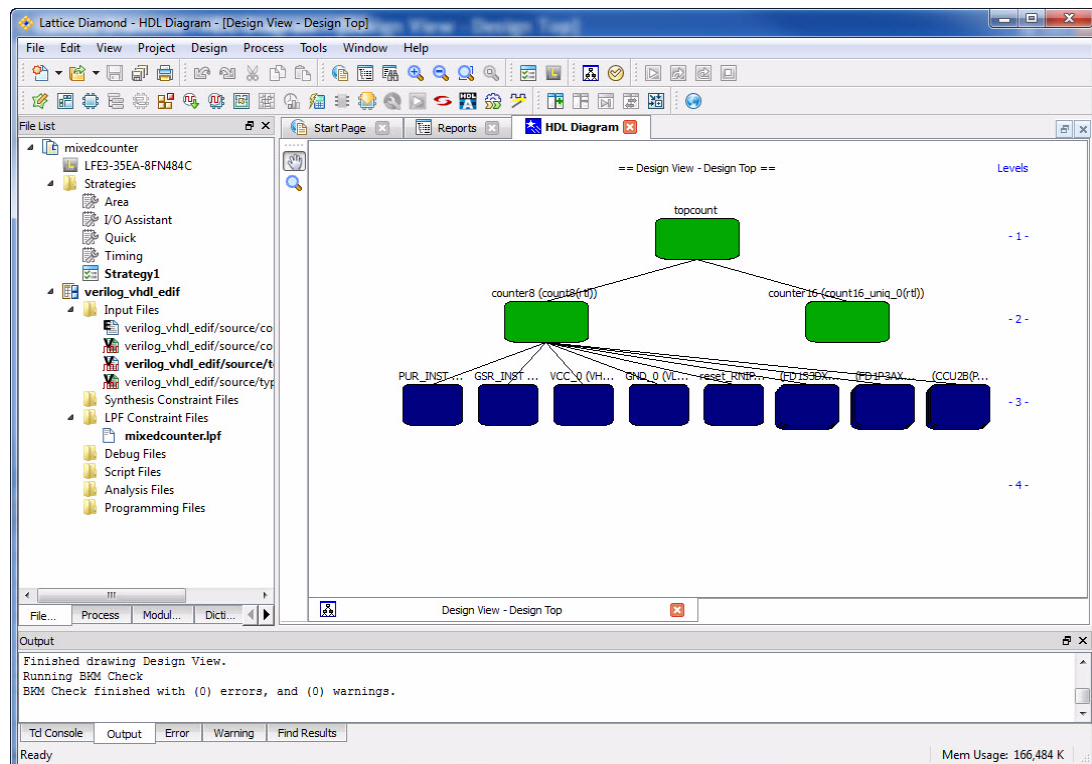 Lattice Diamond - HDL Diagram - [Design View - Design Top]
File Edit View Project Design Process Tools Window Help
File List
Start Page
Reports
HDL Diagram
mixedcounter
LFE3-35EA-8FN484C
Strategies
Area
I/O Assistant
Quick
Timing
Strategy1
verilog_vhdl_edif
Input Files
verilog_vhdl_edif/source/co
verilog_vhdl_edif/source/co
verilog_vhdl_edif/source/t
verilog_vhdl_edif/source/typ
Synthesis Constraint Files
LPF Constraint Files
mixedcounter.lpf
Debug Files
Script Files
Analysis Files
Programming Files
File... Process Modul... Dicti...
== Design View - Design Top ==
Levels
topcount
- 1 -
counter8 (count8(rtl)) counter16 (count16_uniq_0(rtl))
- 2 -
PUR_INST ... GSR_INST ... VCC_0 (VH... GND_0 (VL... reset_RNIP... (FD1S3DX... (FD1P3AX... (CCU2B(P...
- 3 -
- 4 -
Design View - Design Top
Output
Finished drawing Design View.
Running BKM Check
BKM Check finished with (0) errors, and (0) warnings.
Tcl Console Output Error Warning Find Results
Ready
Mem Usage: 166,484 K